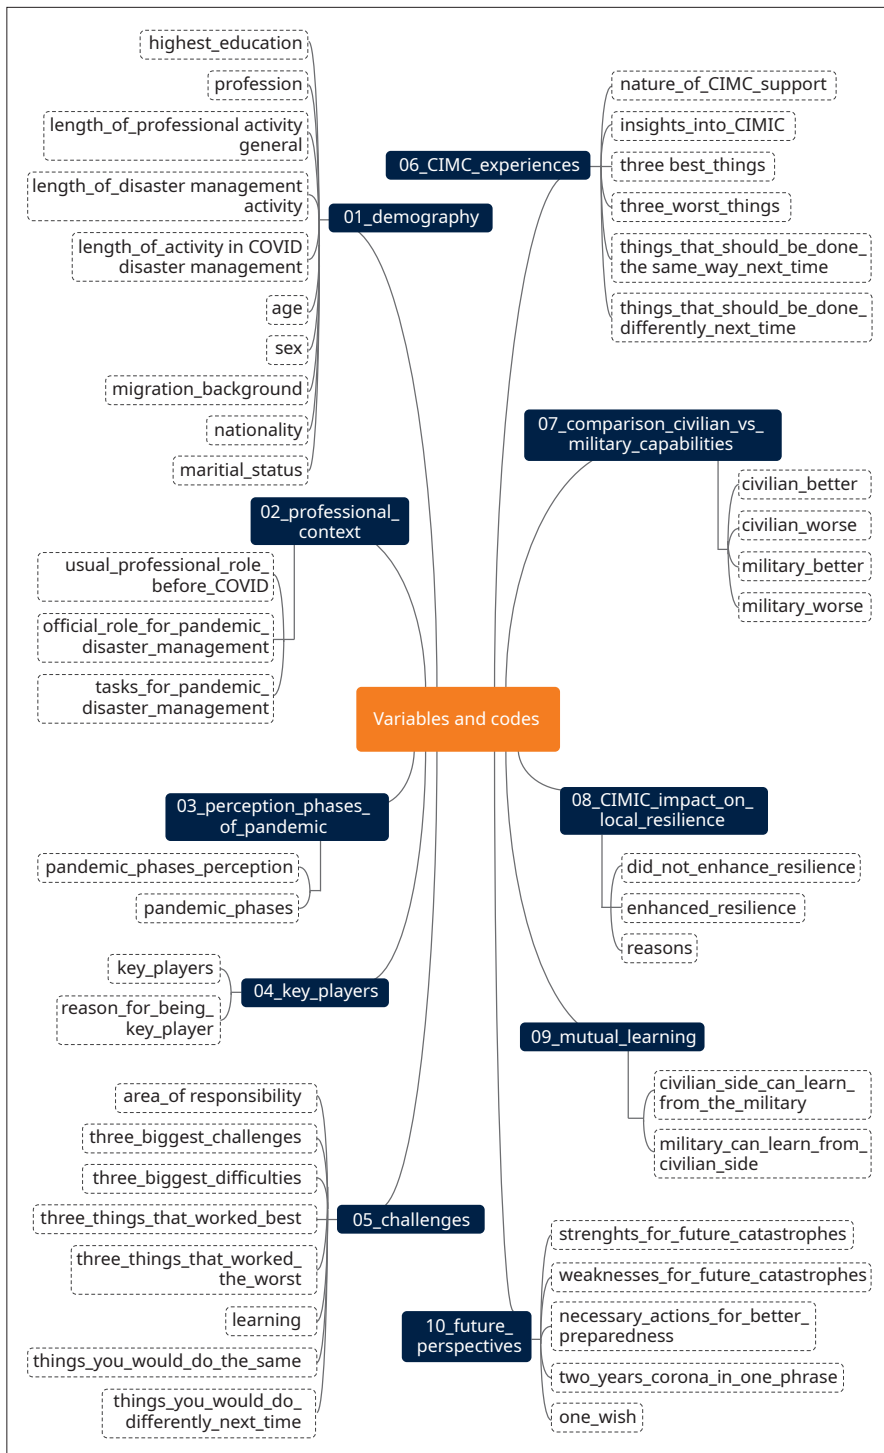 highest_education
profession
length_of_professional activity
general
length_of_disaster management
activity
length_of_activity in COVID
disaster management
age
sex
migration_background
nationality
maritial_status
01_demography
02_professional_
context
usual_professional_role_
before_COVID
official_role_for_pandemic_
disaster_management
tasks_for_pandemic_
disaster_management
Variables and codes
03_perception_phases_
of_pandemic
pandemic_phases_perception
pandemic_phases
key_players
reason_for_being_
key_player
04_key_players
area_of responsibility
three_biggest_challenges
three_biggest_difficulties
three_things_that_worked_best
three_things_that_worked_
the_worst
learning
things_you_would_do_the_same
things_you_would_do_
differently_next_time
05_challenges
06_CIMC_experiences
nature_of_CIMC_support
insights_into_CIMIC
three best_things
three_worst_things
things_that_should_be_done_
the same_way_next_time
things_that_should_be_done_
differently_next_time
07_comparison_civilian_vs_
military_capabilities
civilian_better
civilian_worse
military_better
military_worse
08_CIMIC_impact_on_
local_resilience
did_not_enhance_resilience
enhanced_resilience
reasons
09_mutual_learning
civilian_side_can_learn_
from_the_military
military_can_learn_from_
civilian_side
10_future_
perspectives
strenghts_for_future_catastrophes
weaknesses_for_future_catastrophes
necessary_actions_for_better_
preparedness
two_years_corona_in_one_phrase
one_wish